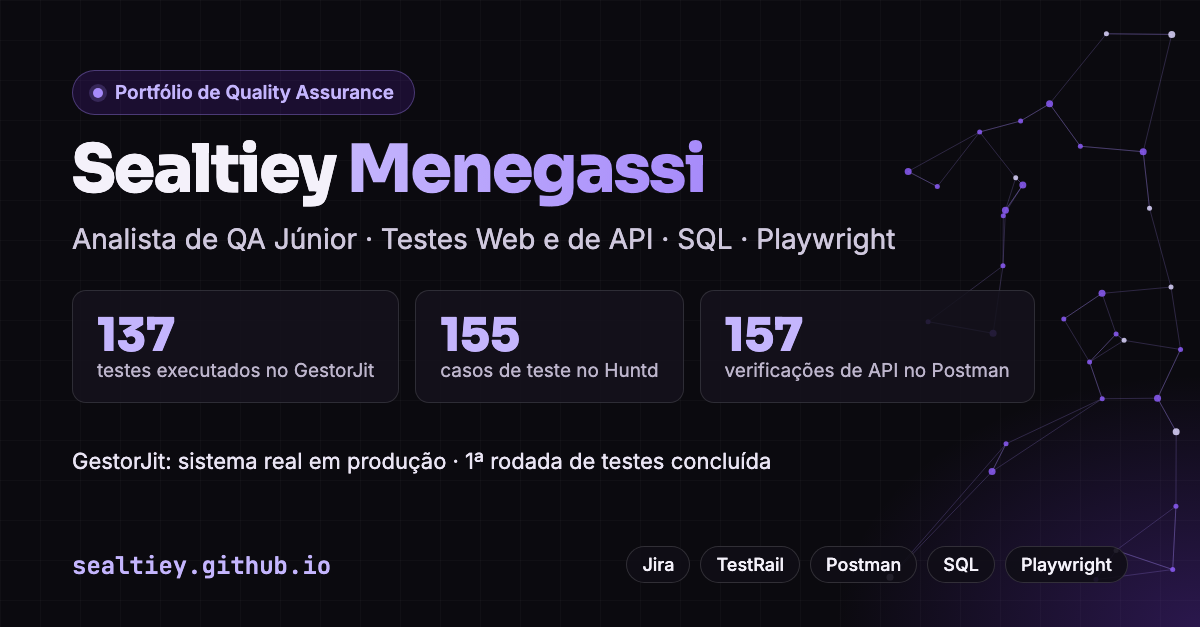 Portfólio de Quality Assurance
Sealtiey Menegassi
Analista de QA Júnior · Testes Web e de API · SQL · Playwright
137
testes executados no GestorJit
155
casos de teste no Huntd
157
verificações de API no Postman
GestorJit: sistema real em produção · 1ª rodada de testes concluída
sealtiey.github.io
Jira TestRail Postman SQL Playwright